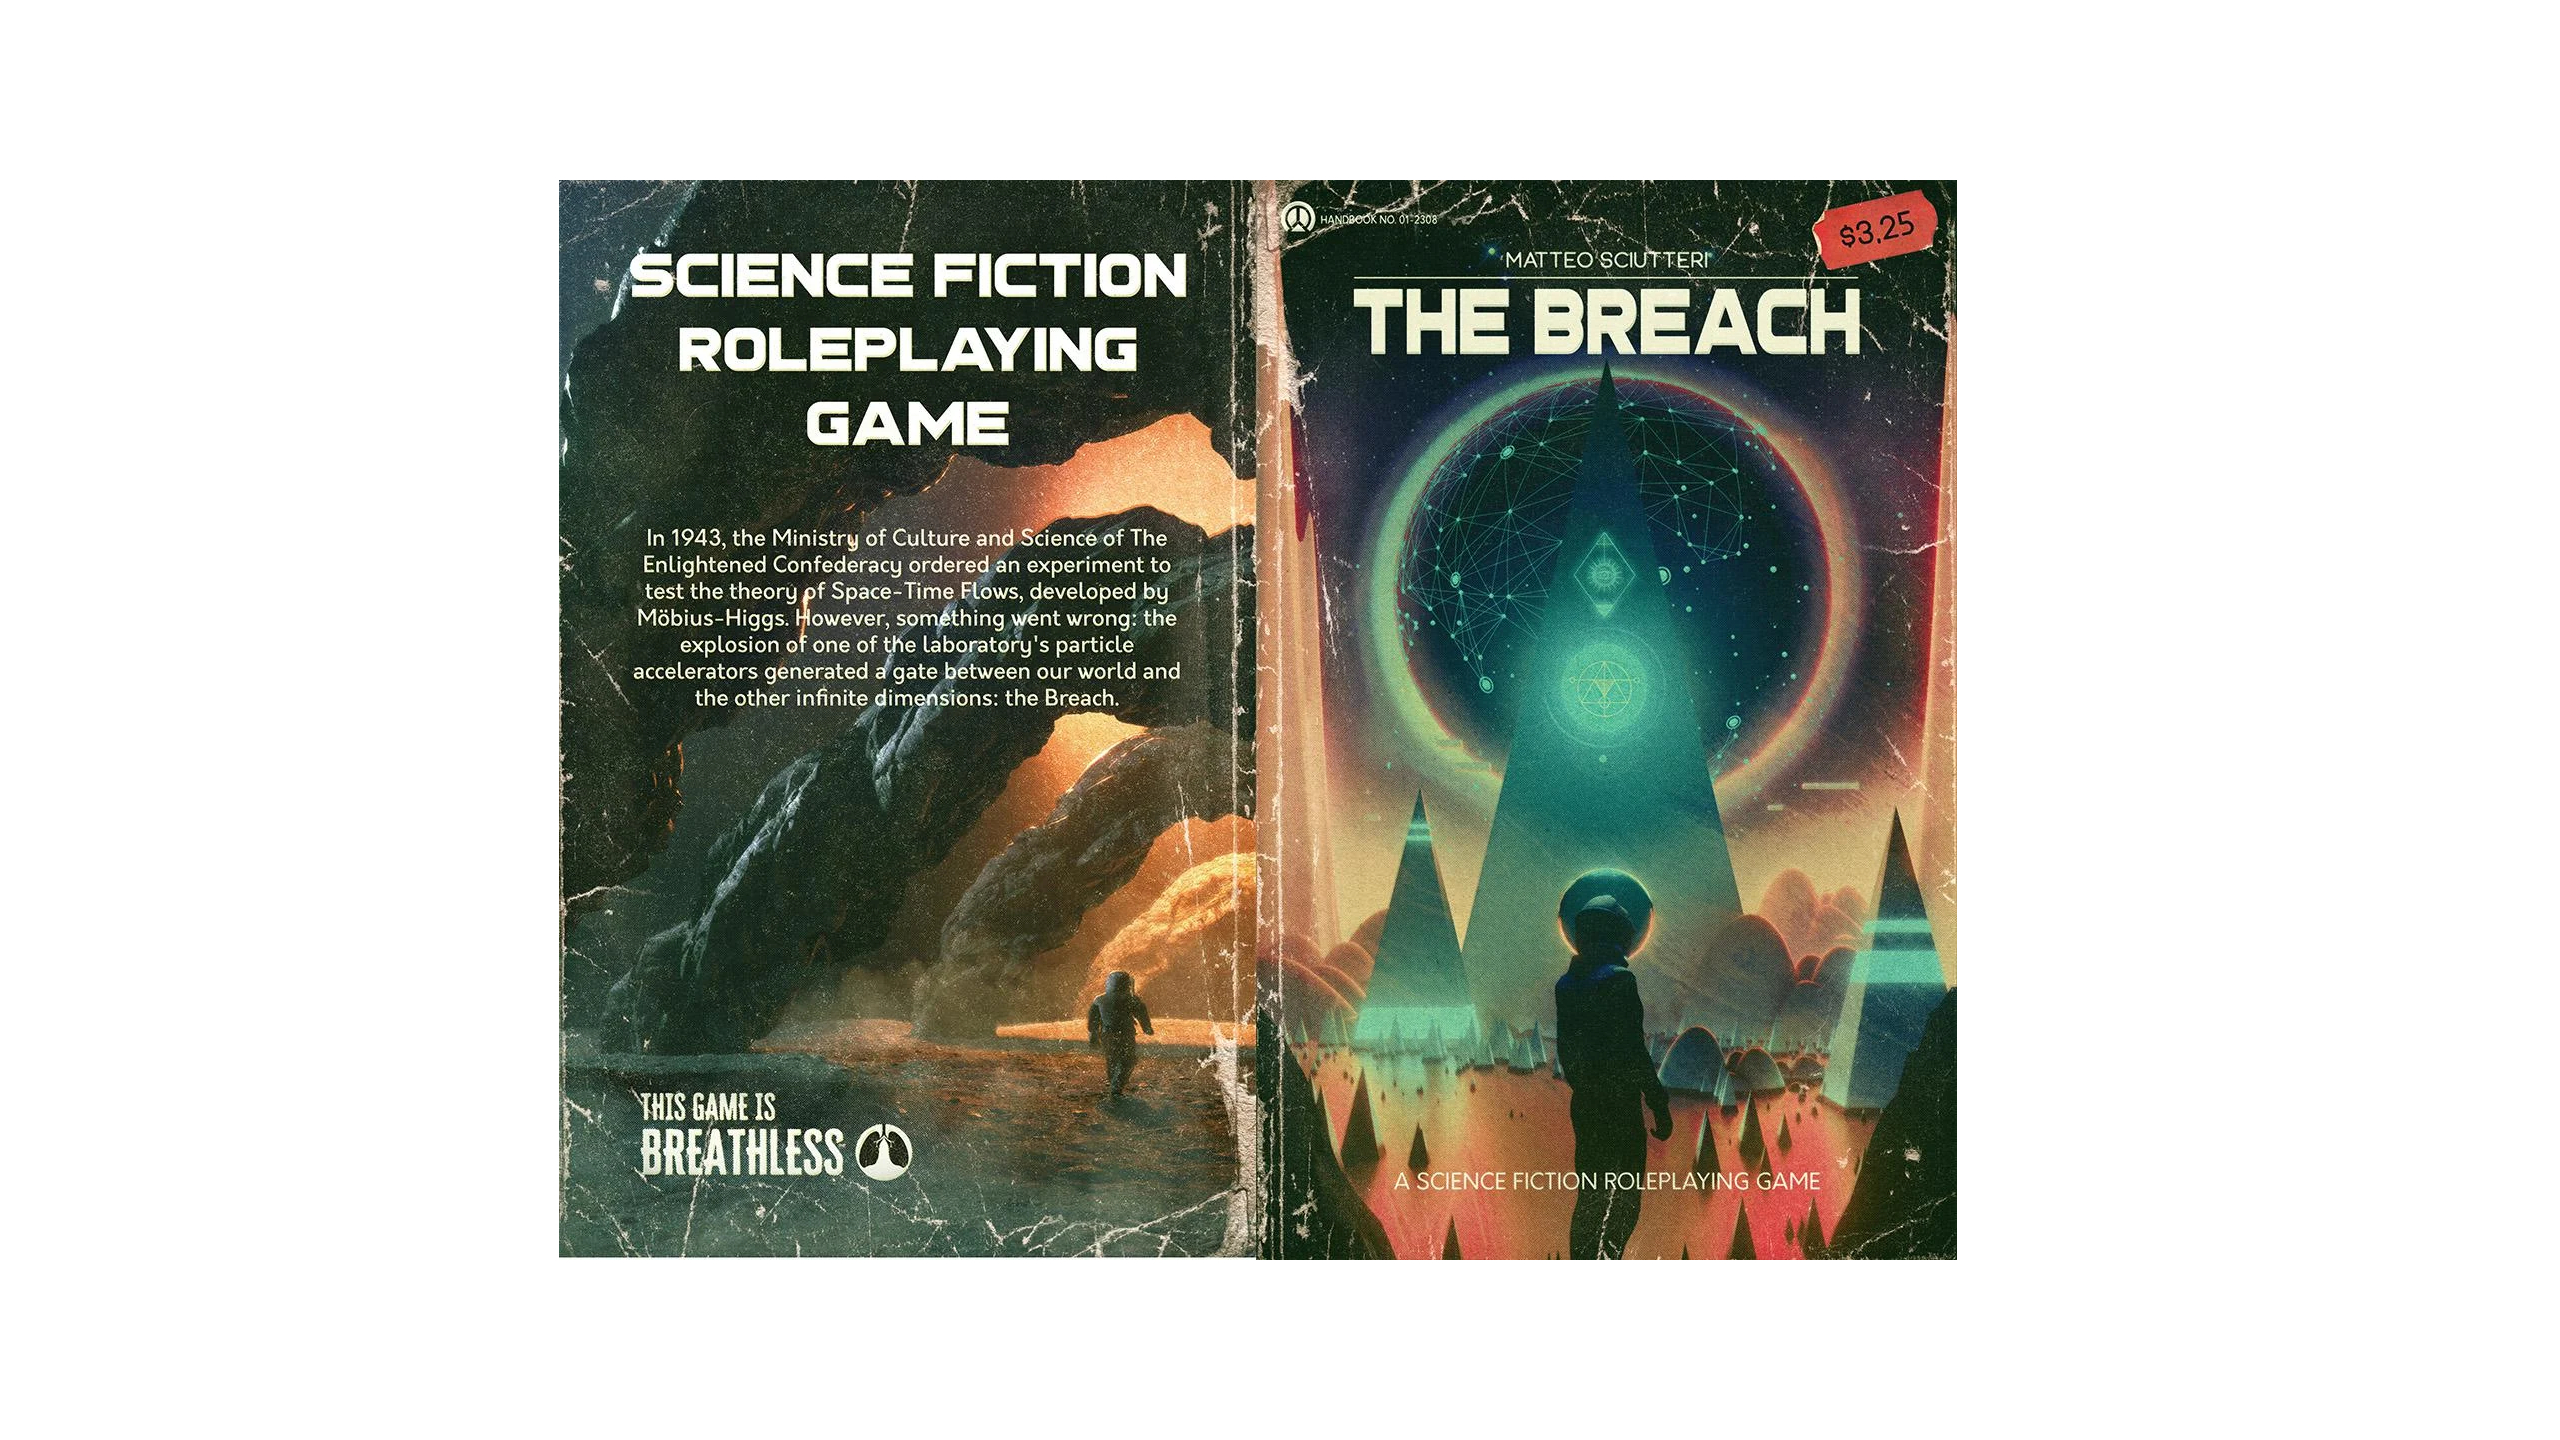 SCIENCE FICTION
ROLEPLAYING
GAME
In 1943, the Ministry of Culture and Science of The
Enlightened Confederacy ordered an experiment to
test the theory of Space-Time Flows, developed by
Möbius-Higgs. However, something went wrong: the
explosion of one of the laboratory's particle
accelerators generated a gate between our world and
the other infinite dimensions: the Breach.
THIS GAME IS
BREATHLESS
HANDBOOK NO. 01-2308
$3,25
MATTEO SCIUTTERI
THE BREACH
A SCIENCE FICTION ROLEPLAYING GAME